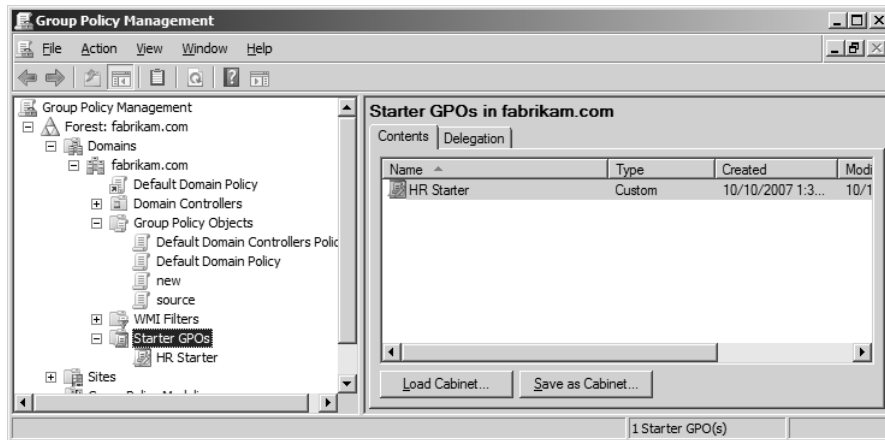 Group Policy Management
File Action View Window Help
Group Policy Management
Forest: fabrikam.com
Domains
fabrikam.com
Default Domain Policy
Domain Controllers
Group Policy Objects
Default Domain Controllers Polic
Default Domain Policy
new
source
WMI Filters
Starter GPOs
HR Starter
Sites
Starter GPOs in fabrikam.com
Contents Delegation
Name Type Created Modi
HR Starter Custom 10/10/2007 1:3... 10/1
Load Cabinet... Save as Cabinet...
1 Starter GPO(s)